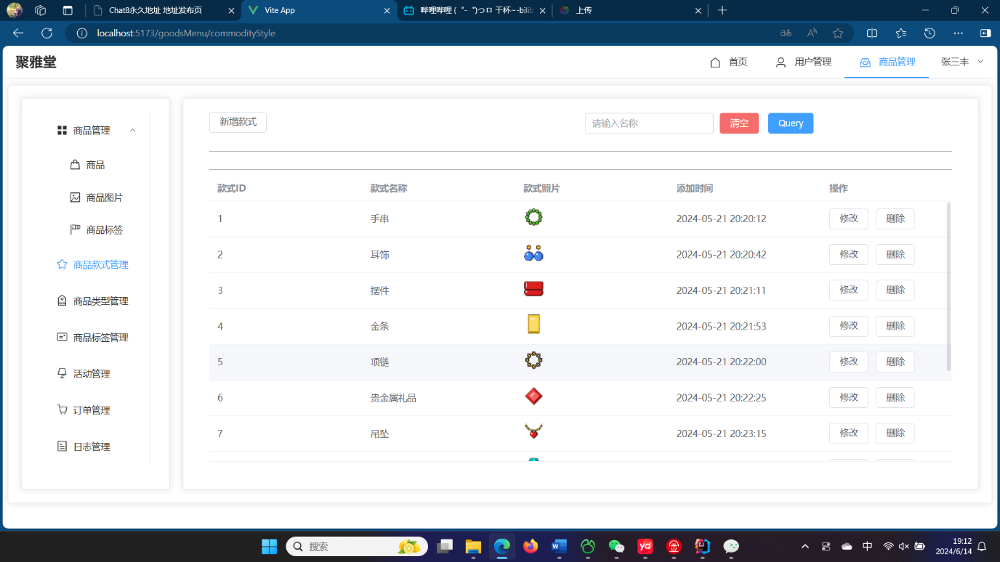 Chat8永久地址 地址发布页
Vite App
哔哩哔哩 (゜-゜)つロ 干杯~-bilib
上传
localhost:5173/goodsMenu/commodityStyle
聚雅堂
首页
用户管理
商品管理
张三丰
商品管理
商品
商品图片
商品标签
商品款式管理
商品类型管理
商品标签管理
活动管理
订单管理
日志管理
新增款式
请输入名称
清空
Query
款式ID 款式名称 款式照片 添加时间 操作
1 手串 2024-05-21 20:20:12 修改 删除
2 耳饰 2024-05-21 20:20:42 修改 删除
3 摆件 2024-05-21 20:21:11 修改 删除
4 金条 2024-05-21 20:21:53 修改 删除
5 项链 2024-05-21 20:22:00 修改 删除
6 贵金属礼品 2024-05-21 20:22:25 修改 删除
7 吊坠 2024-05-21 20:23:15 修改 删除
搜索
中
19:12
2024/6/14